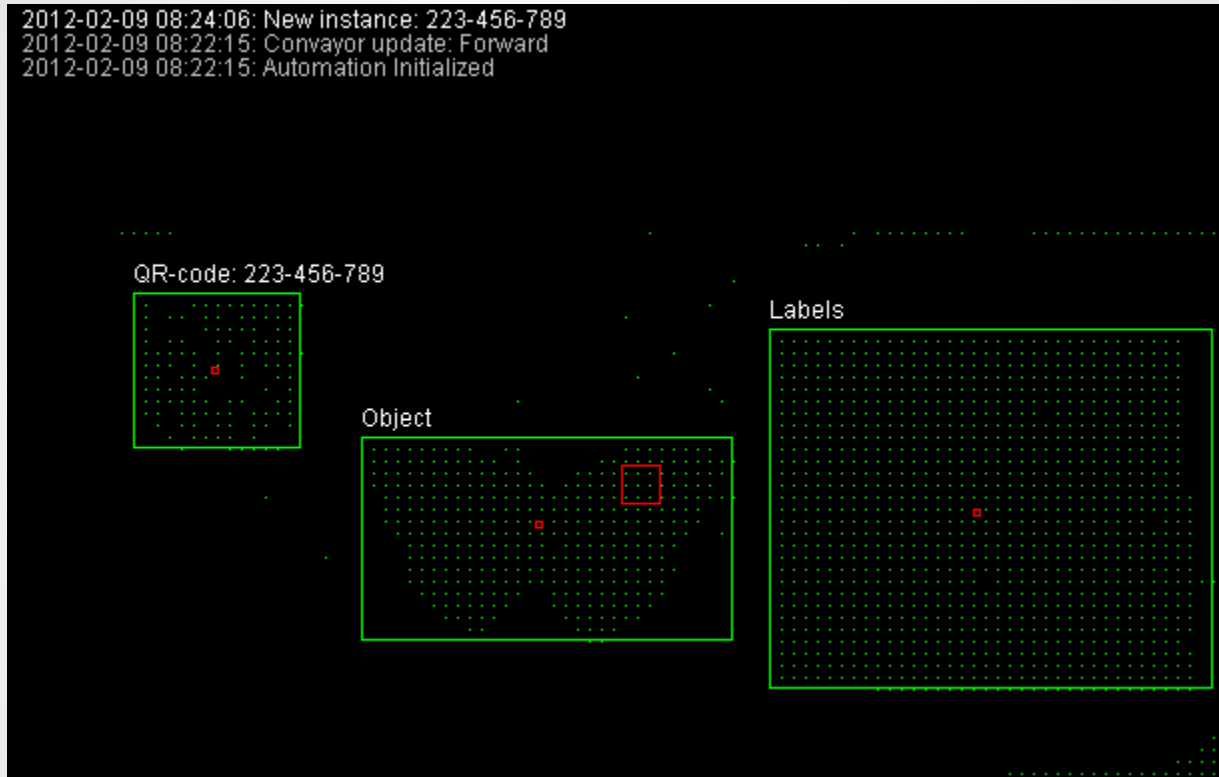 2012-02-09 08:24:06: New instance: 223-456-789
2012-02-09 08:22:15: Convayor update: Forward
2012-02-09 08:22:15: Automation Initialized
QR-code: 223-456-789
Labels
Object